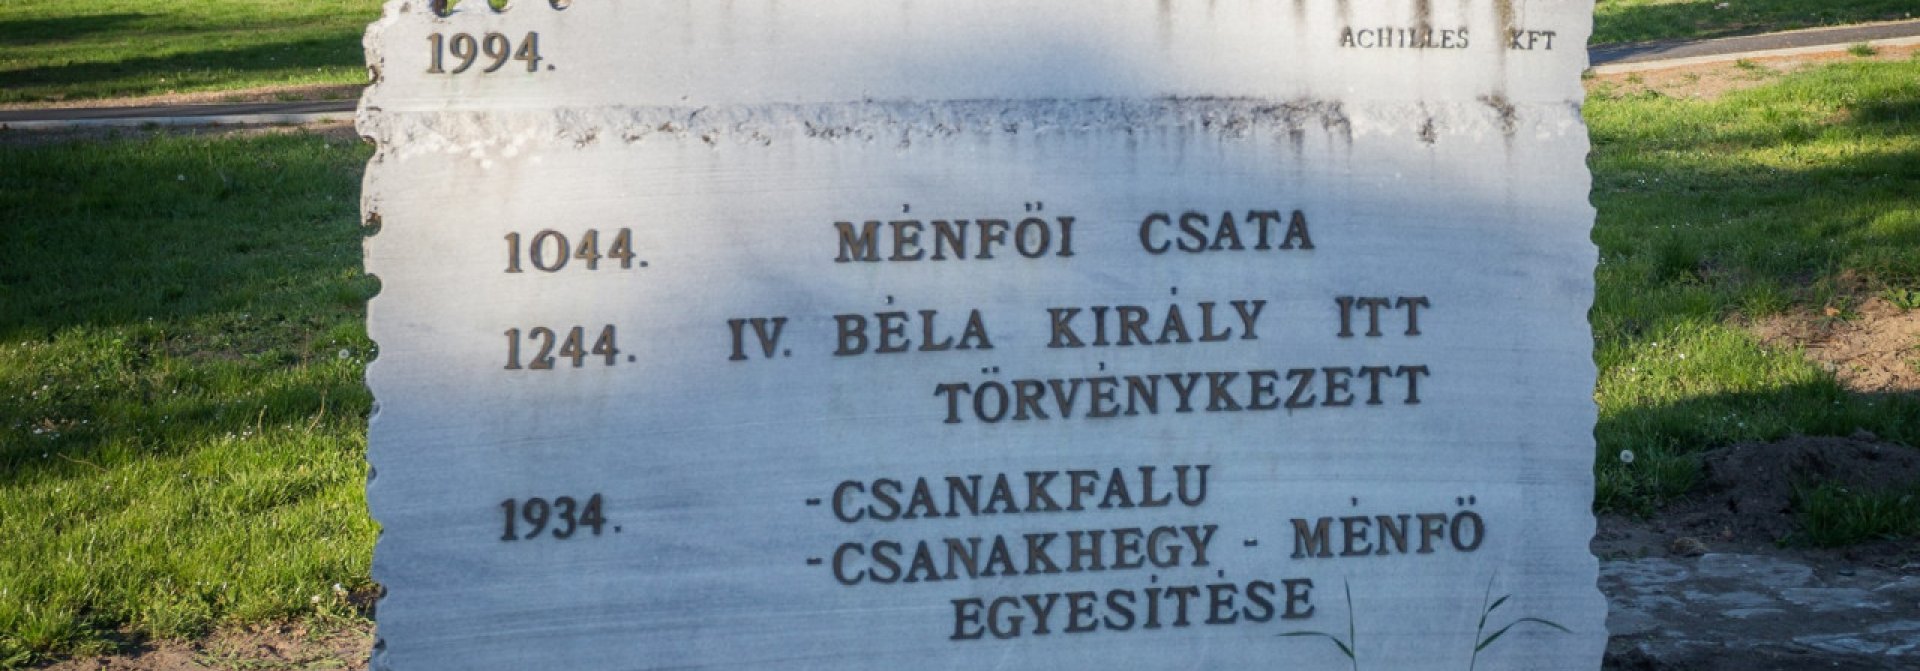 1994. ACHILLES KFT
1044. MÉNFŐI CSATA
1244. IV. BÉLA KIRÁLY ITT
TÖRVÉNYKEZETT
1934. -CSANAKFALU
-CSANAKHEGY - MÉNFŐ
EGYESÍTÉSE